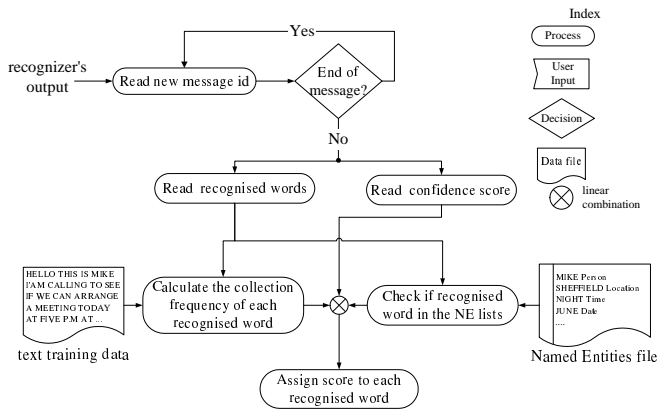 Index
Process
User
Input
Decision
Data file
linear
combination
Yes
recognizer's
output
Read new message id
End of
message?
No
Read recognised words
Read confidence score
HELLO THIS IS MIKE
I'AM CALLING TO SEE
IF WE CAN ARRANGE
A MEETING TODAY
AT FIVE P.M AT ...
text training data
Calculate the collection
frequency of each
recognised word
Check if recognised
word in the NE lists
MIKE Person
SHEFFIELD Location
NIGHT Time
JUNE Date
....
Named Entities file
Assign score to each
recognised word